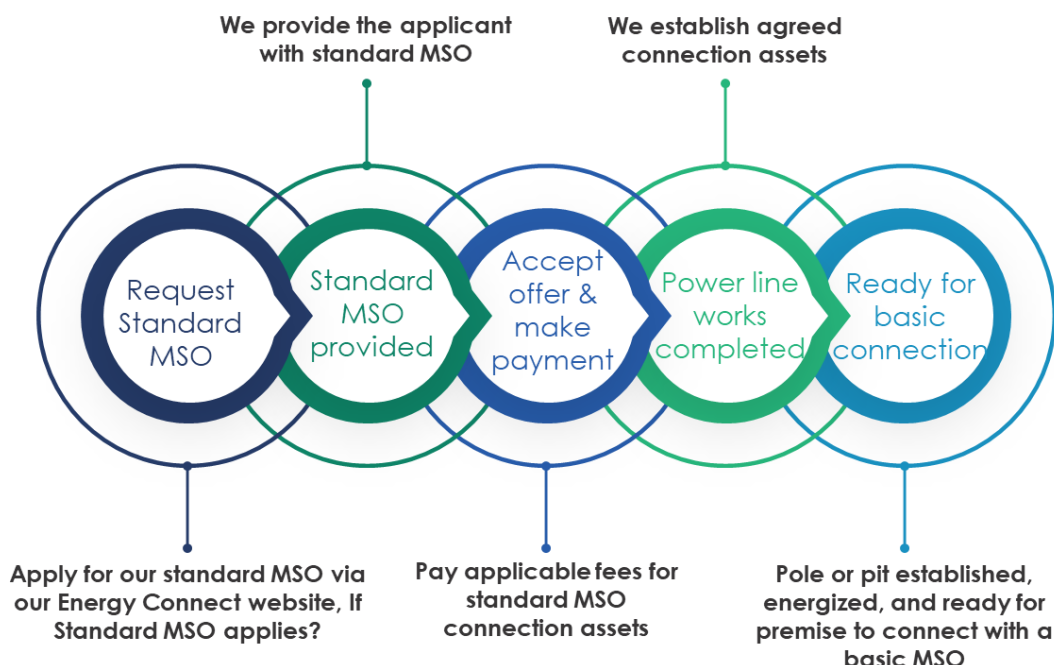 We provide the applicant
with standard MSO
We establish agreed
connection assets
Request
Standard
MSO
Standard
MSO
provided
Accept
offer &
make
payment
Power line
works
completed
Ready for
basic
connection
Apply for our standard MSO via
our Energy Connect website, If
Standard MSO applies?
Pay applicable fees for
standard MSO
connection assets
Pole or pit established,
energized, and ready for
premise to connect with a
basic MSO